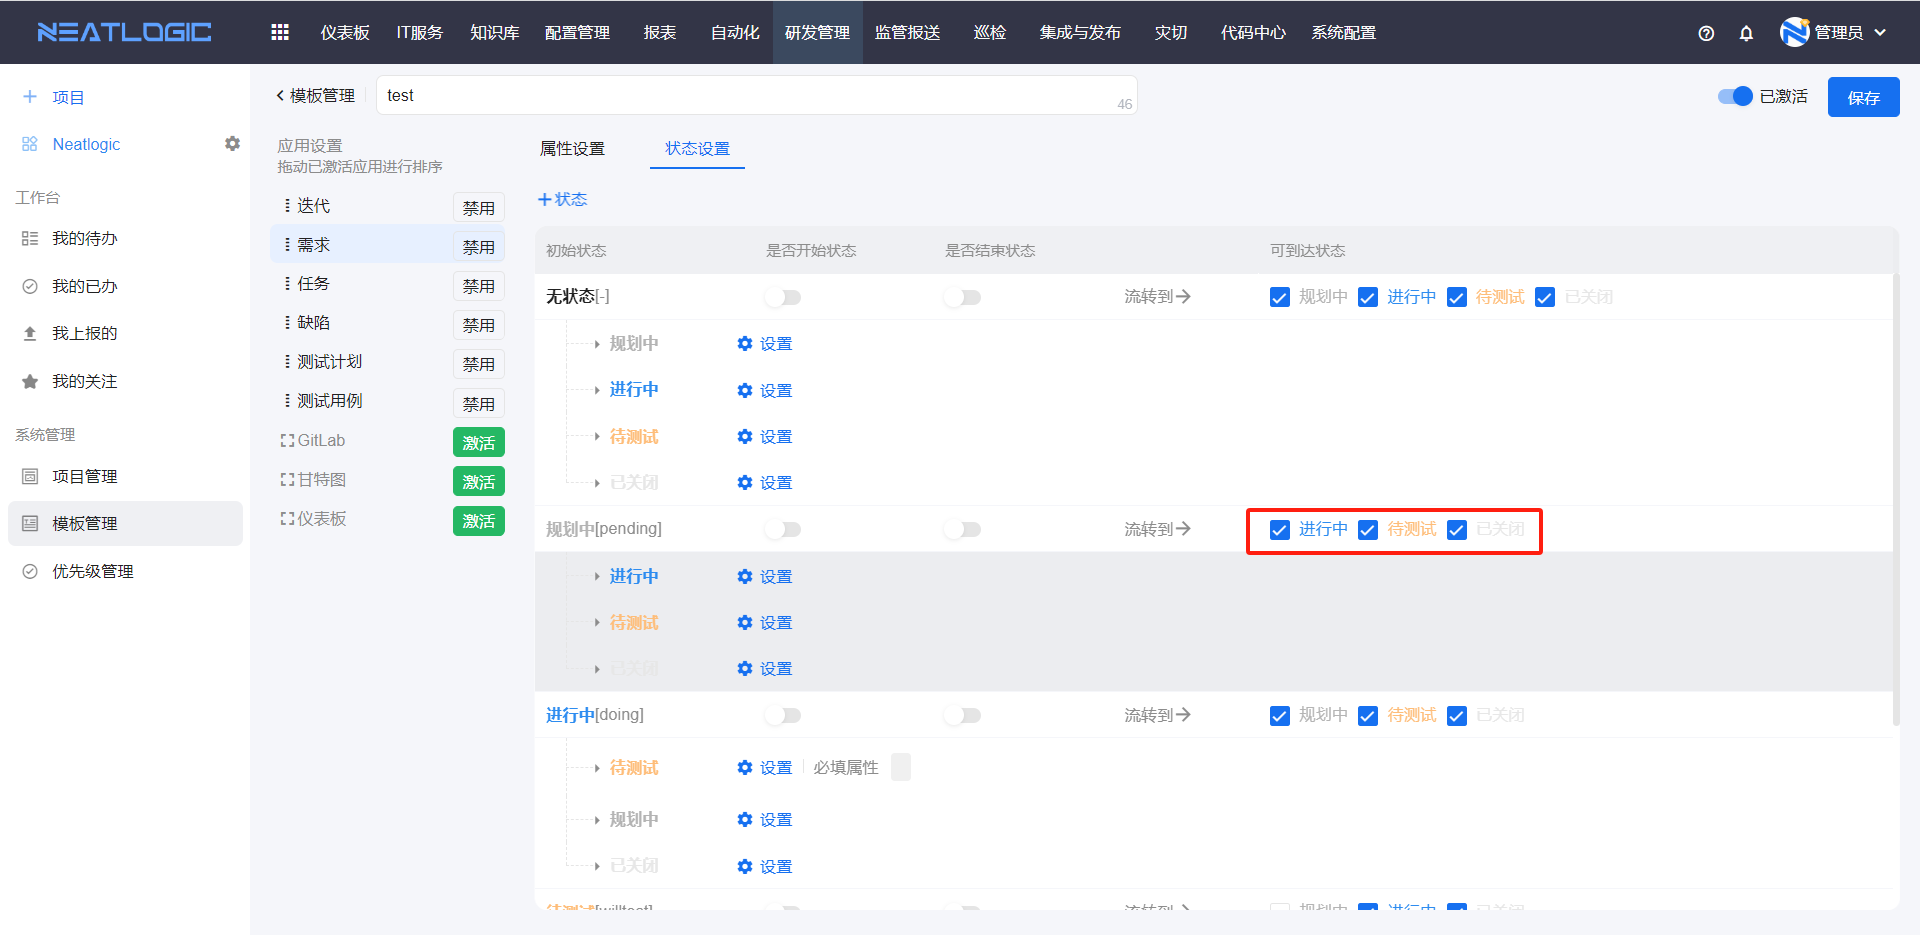 NEATLOGIC 仪表板 IT服务 知识库 配置管理 报表 自动化 研发管理 监管报送 巡检 集成与发布 灾切 代码中心 系统配置 管理员
项目
Neatlogic
工作台
我的待办
我的已办
我上报的
我的关注
系统管理
项目管理
模板管理
优先级管理
模板管理 test 46 已激活 保存
应用设置
拖动已激活应用进行排序
迭代 禁用
需求 禁用
任务 禁用
缺陷 禁用
测试计划 禁用
测试用例 禁用
GitLab 激活
甘特图 激活
仪表板 激活
属性设置 状态设置
+状态
初始状态 是否开始状态 是否结束状态 可到达状态
无状态[-] 流转到 规划中 进行中 待测试 已关闭
规划中 设置
进行中 设置
待测试 设置
已关闭 设置
规划中[pending] 流转到 进行中 待测试 已关闭
进行中 设置
待测试 设置
已关闭 设置
进行中[doing] 流转到 规划中 待测试 已关闭
待测试 设置 必填属性
规划中 设置
已关闭 设置
待测试[willtest] 流转到 规划中 进行中 已关闭